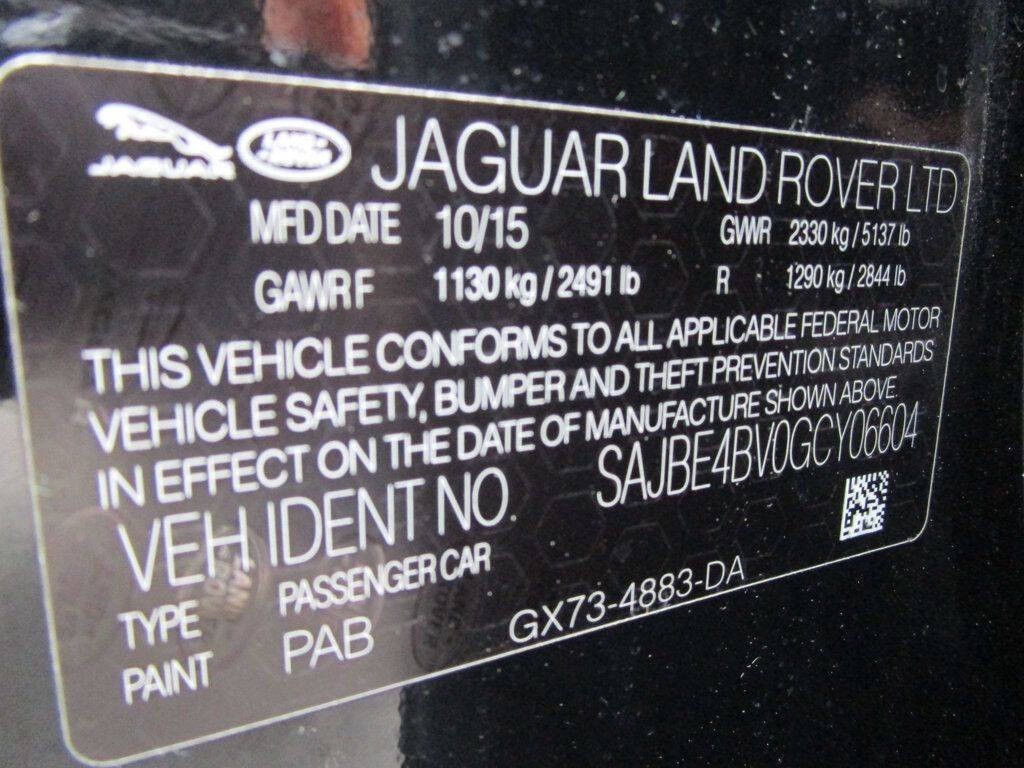 JAGUAR LAND ROVER JAGUAR LAND ROVER LTD
MFD DATE 10/15 GVWR 2330 kg / 5137 lb
GAWR F 1130 kg / 2491 lb R 1290 kg / 2844 lb
THIS VEHICLE CONFORMS TO ALL APPLICABLE FEDERAL MOTOR
VEHICLE SAFETY, BUMPER AND THEFT PREVENTION STANDARDS
IN EFFECT ON THE DATE OF MANUFACTURE SHOWN ABOVE.
VEH IDENT NO. SAJBE4BV0GCY06604
TYPE PASSENGER CAR
PAINT PAB GX73-4883-DA